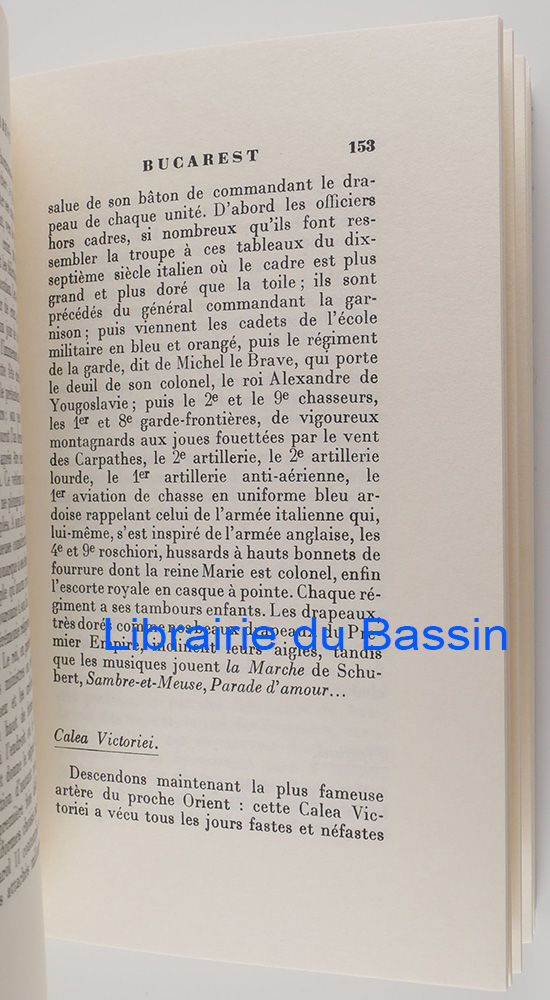 BUCAREST 153
salue de son bâton de commandant le dra-
peau de chaque unité. D'abord les officiers
hors cadres, si nombreux qu'ils font res-
sembler la troupe à ces tableaux du dix-
septième siècle italien où le cadre est plus
grand et plus doré que la toile ; ils sont
précédés du général commandant la gar-
nison ; puis viennent les cadets de l'école
militaire en bleu et orangé, puis le régiment
de la garde, dit de Michel le Brave, qui porte
le deuil de son colonel, le roi Alexandre de
Yougoslavie ; puis le 2e et le 9e chasseurs,
les 1er et 8e garde-frontières, de vigoureux
montagnards aux joues fouettées par le vent
des Carpathes, le 2e artillerie, le 2e artillerie
lourde, le 1er artillerie anti-aérienne, le
1er aviation de chasse en uniforme bleu ar-
doise rappelant celui de l'armée italienne qui,
lui-même, s'est inspiré de l'armée anglaise, les
4e et 9e roschiori, hussards à hauts bonnets de
fourrure dont la reine Marie est colonel, enfin
l'escorte royale en casque à pointe. Chaque ré-
giment a ses tambours enfants. Les drapeaux,
très dorés comme nos beaux drapeaux du Pre-
mier Empire, inclinent leurs aigles, tandis
que les musiques jouent la Marche de Schu-
bert, Sambre-et-Meuse, Parade d'amour...
Librairie du Bassin
Calea Victoriei.
Descendons maintenant la plus fameuse
artère du proche Orient : cette Calea Vic-
toriei a vécu tous les jours fastes et néfastes